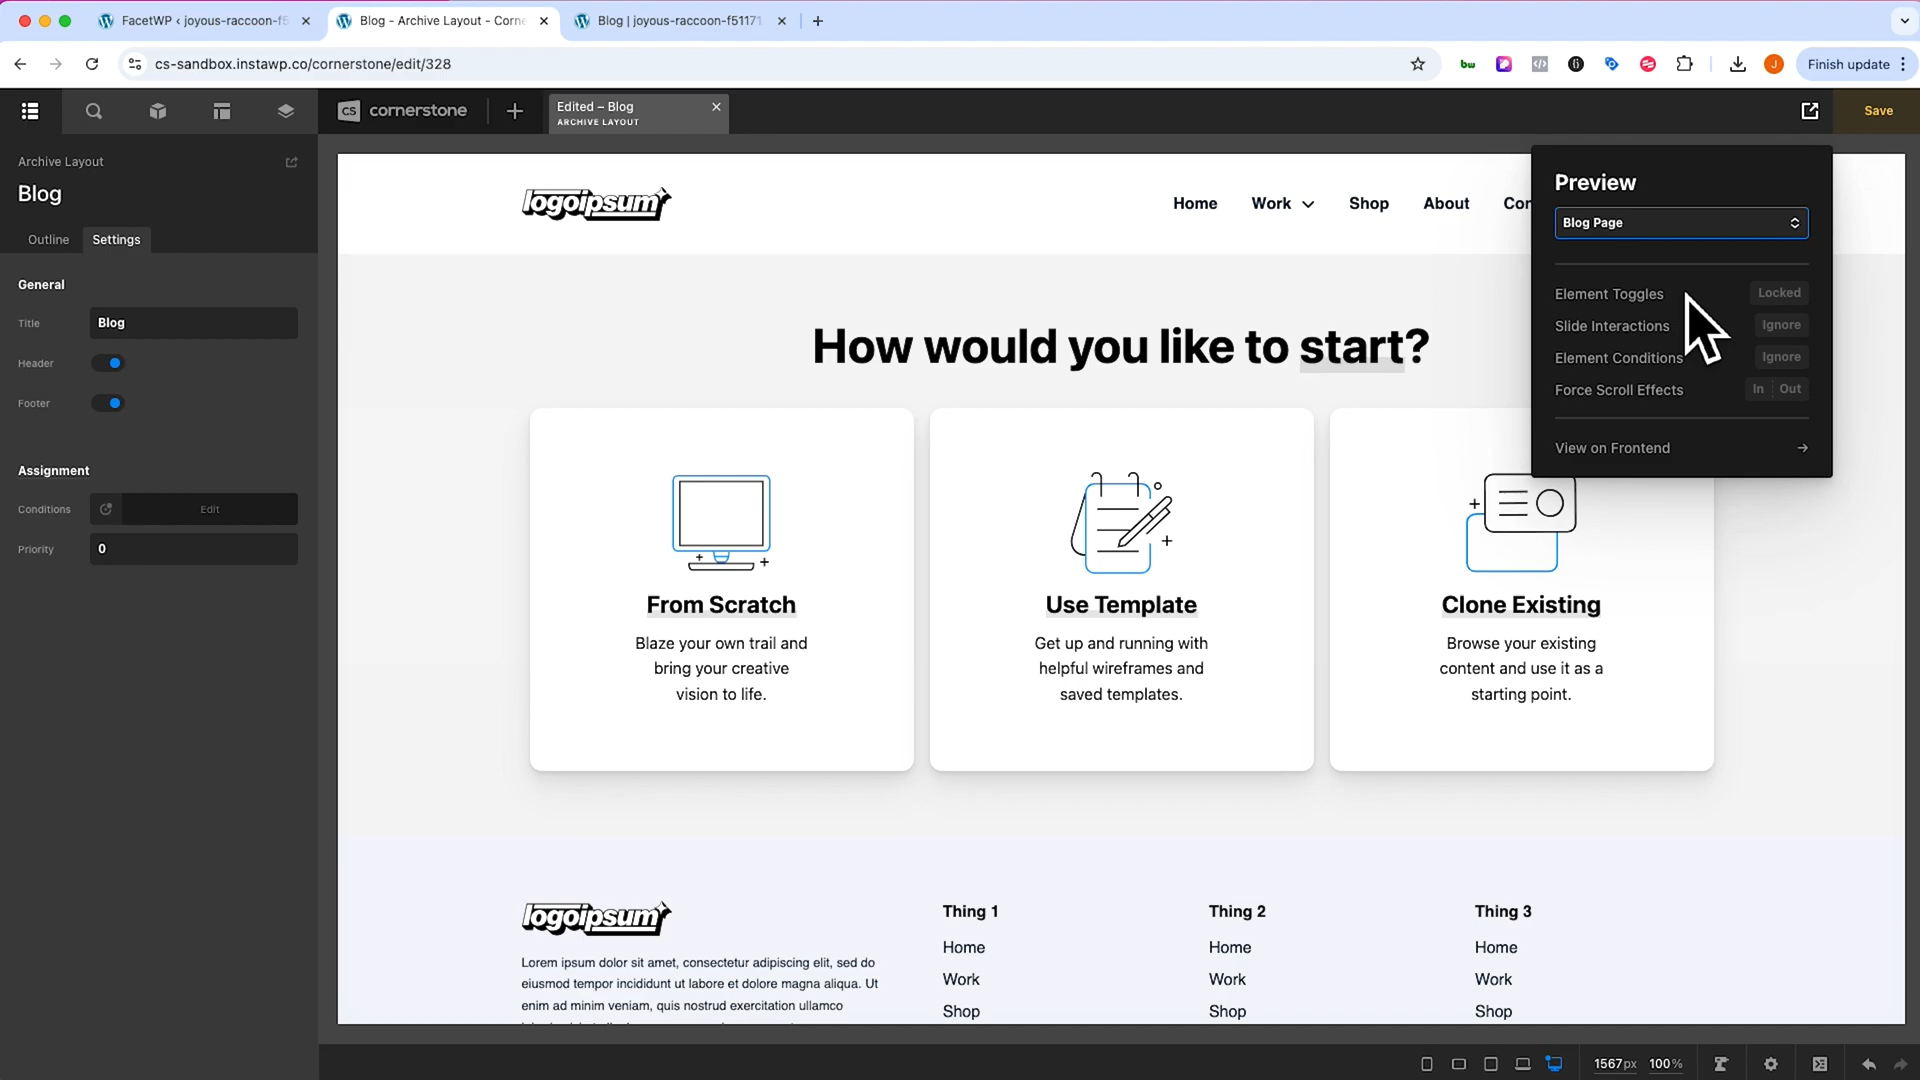 FacetWP ‹ joyous-raccoon-f5
Blog - Archive Layout - Corne
Blog | joyous-raccoon-f51171
cs-sandbox.instawp.co/cornerstone/edit/328
bw
J
Finish update
CS cornerstone
Edited – Blog
ARCHIVE LAYOUT
Save
Archive Layout
Blog
Outline
Settings
General
Title
Blog
Header
Footer
Assignment
Conditions
Edit
Priority
0
logoipsum
Home
Work
Shop
About
Con
Preview
Blog Page
Element Toggles
Locked
Slide Interactions
Ignore
Element Conditions
Ignore
Force Scroll Effects
In
Out
View on Frontend
How would you like to start?
From Scratch
Blaze your own trail and
bring your creative
vision to life.
Use Template
Get up and running with
helpful wireframes and
saved templates.
Clone Existing
Browse your existing
content and use it as a
starting point.
logoipsum
Lorem ipsum dolor sit amet, consectetur adipiscing elit, sed do
eiusmod tempor incididunt ut labore et dolore magna aliqua. Ut
enim ad minim veniam, quis nostrud exercitation ullamco
Thing 1
Home
Work
Shop
Thing 2
Home
Work
Shop
Thing 3
Home
Work
Shop
1567px
100%